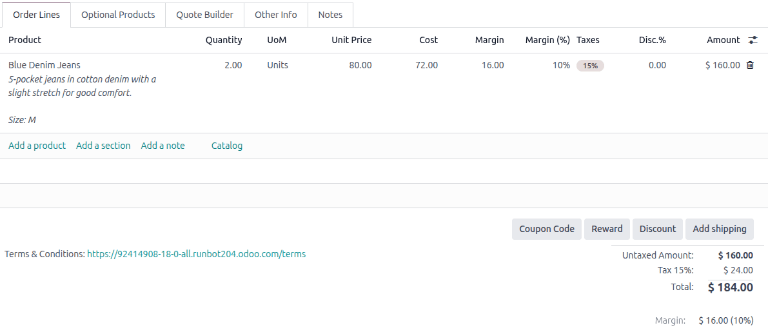 Order Lines Optional Products Quote Builder Other Info Notes
Product Quantity UoM Unit Price Cost Margin Margin (%) Taxes Disc.% Amount
Blue Denim Jeans 2.00 Units 80.00 72.00 16.00 10% 15% 0.00 $ 160.00
5-pocket jeans in cotton denim with a
slight stretch for good comfort.
Size: M
Add a product Add a section Add a note Catalog
Coupon Code Reward Discount Add shipping
Terms & Conditions: https://92414908-18-0-all.runbot204.odoo.com/terms Untaxed Amount: $ 160.00
Tax 15%: $ 24.00
Total: $ 184.00
Margin: $ 16.00 (10%)